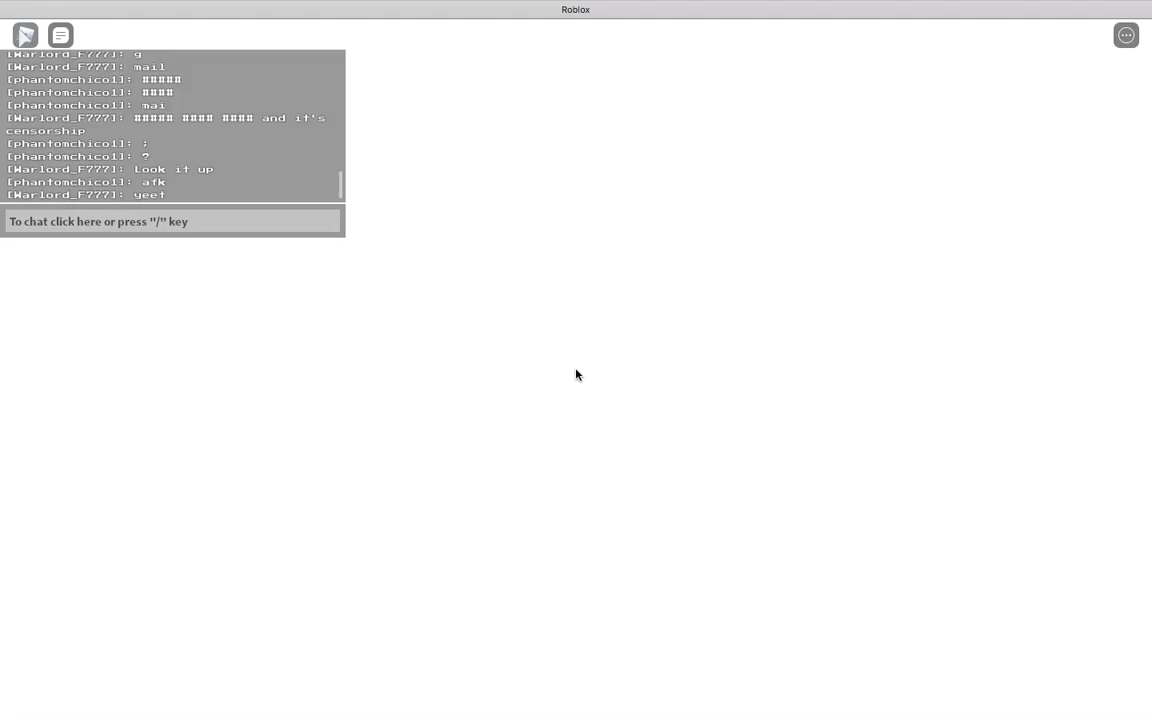 Roblox
[Warlord_F777]: g
[Warlord_F777]: mail
[phantomchico1]: #####
[phantomchico1]: ####
[phantomchico1]: mai
[Warlord_F777]: ##### #### #### and it's
censorship
[phantomchico1]: ;
[phantomchico1]: ?
[Warlord_F777]: Look it up
[phantomchico1]: afk
[Warlord_F777]: yeet
To chat click here or press "/" key